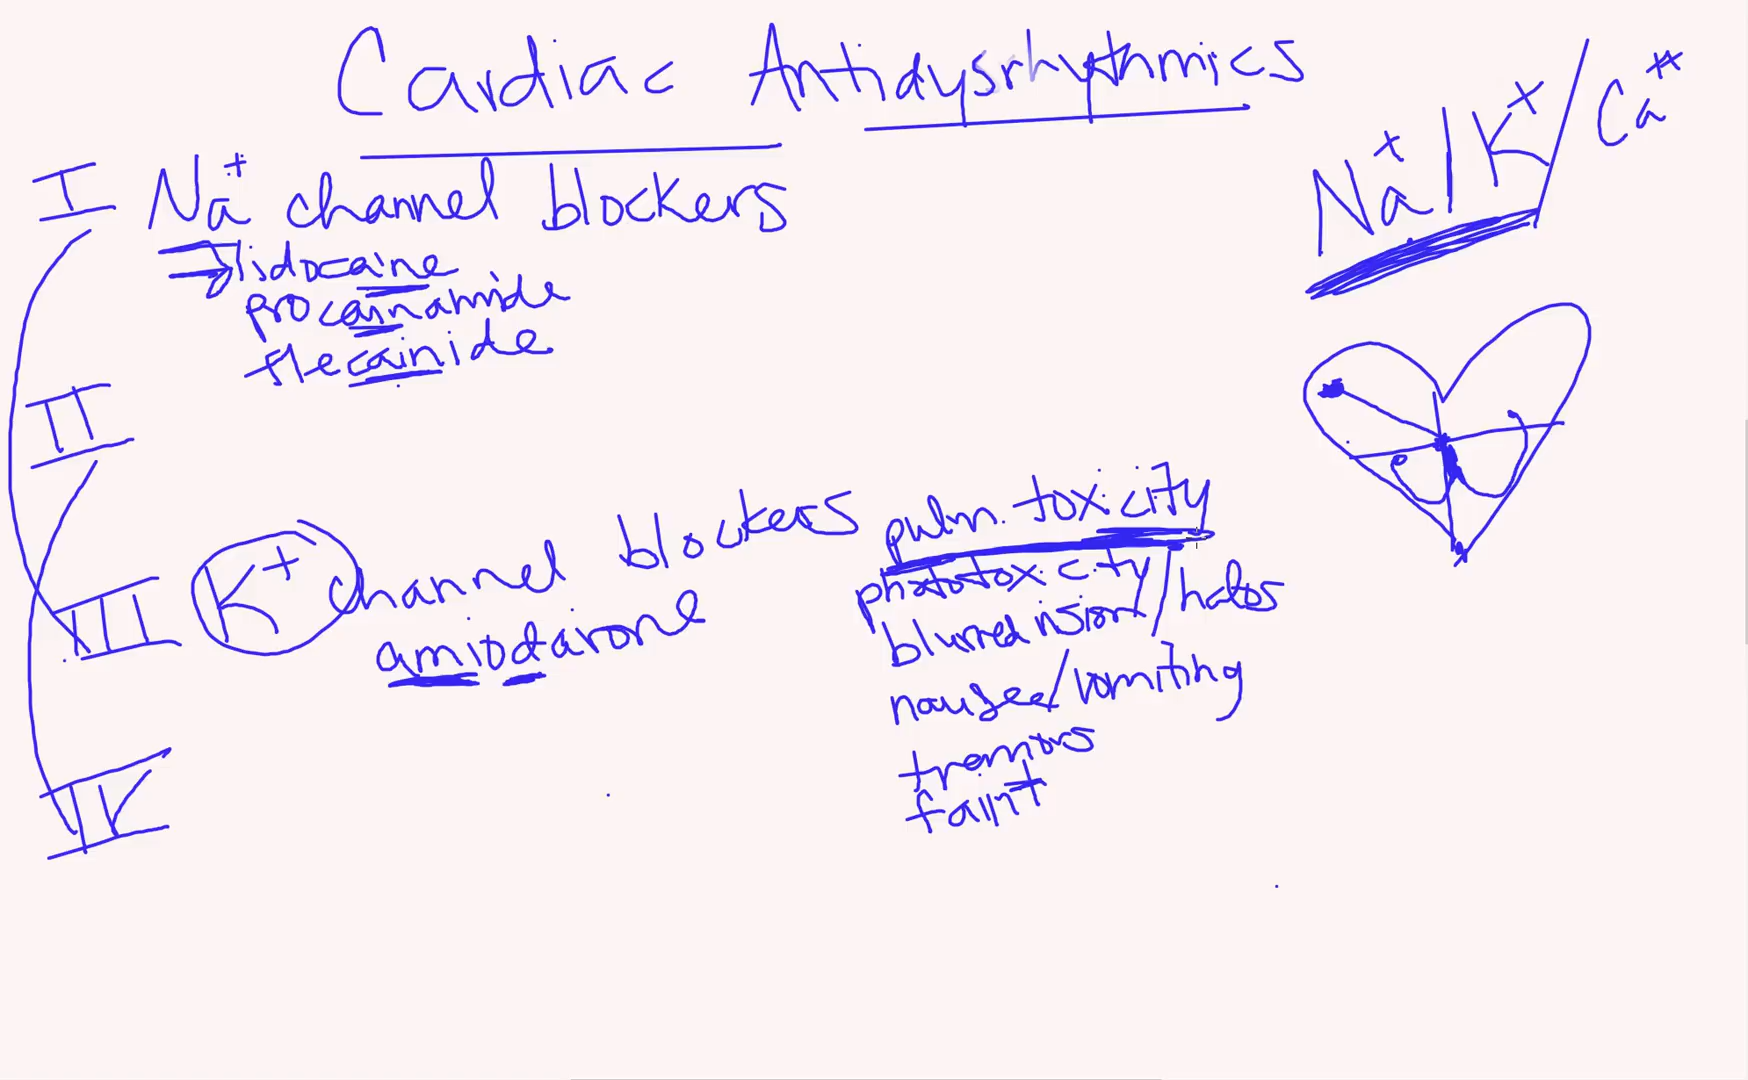 Cardiac Antidysrhythmics
Na+ / K+ / Ca++
I Na+ channel blockers
lidocaine
procainamide
flecainide
II
III K+ channel blockers
amiodarone
pulm. toxicity
phototoxicity
blurred vision / halos
nausea / vomiting
tremors
faint
IV